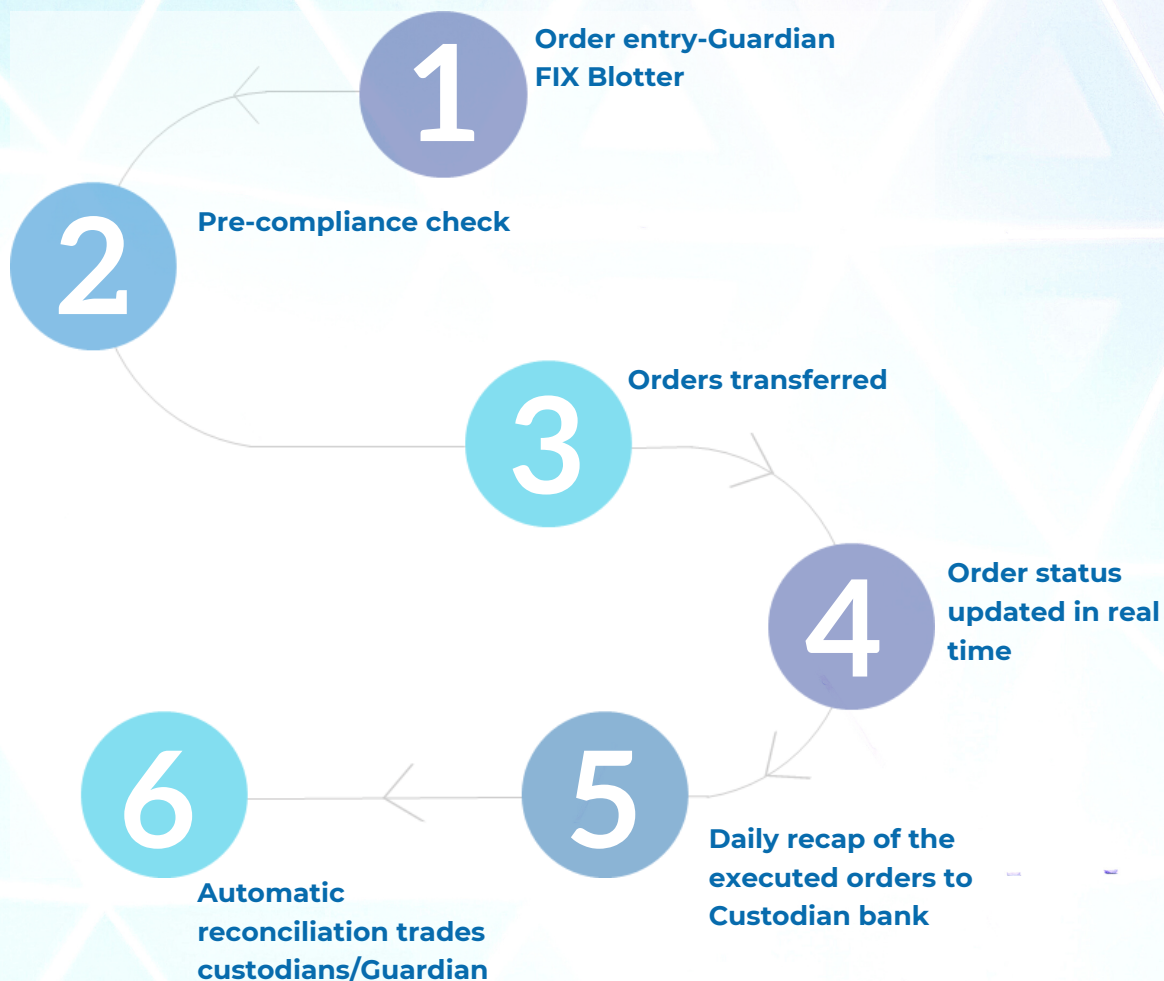 1
Order entry-Guardian
FIX Blotter
2
Pre-compliance check
3
Orders transferred
4
Order status
updated in real
time
5
Daily recap of the
executed orders to
Custodian bank
6
Automatic
reconciliation trades
custodians/Guardian